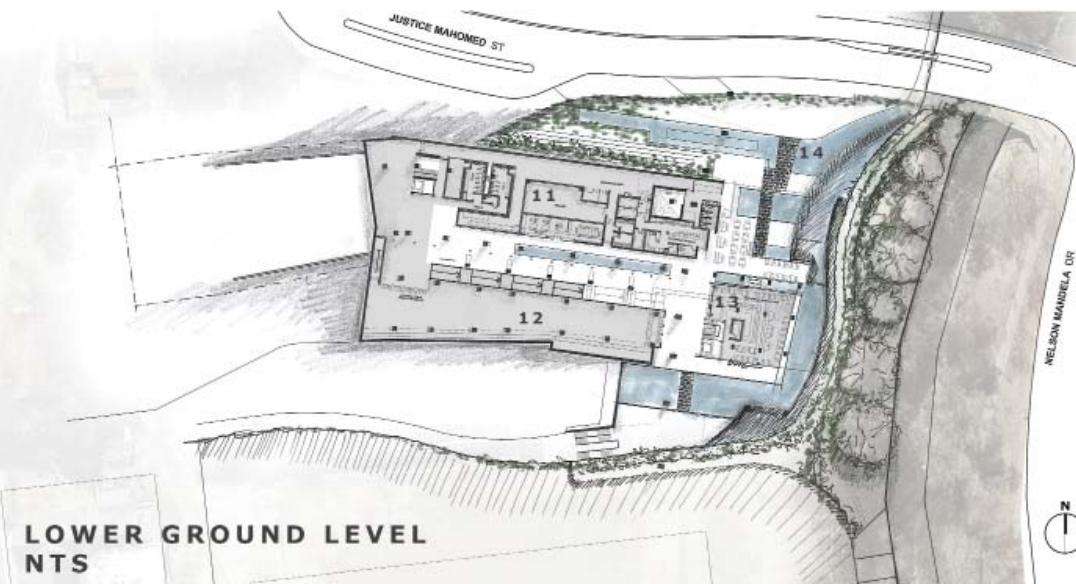 JUSTICE MAHOMED ST
14
11
13
12
NELSON MANDELA DR
N
LOWER GROUND LEVEL
NTS